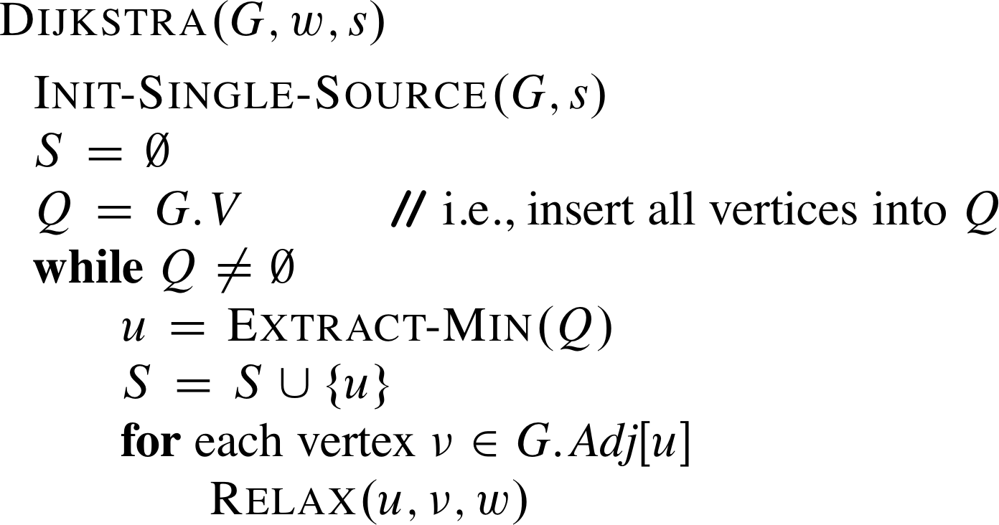 DIJKSTRA(G, w, s)
INIT-SINGLE-SOURCE(G, s)
S = ∅
Q = G.V // i.e., insert all vertices into Q
while Q ≠ ∅
u = EXTRACT-MIN(Q)
S = S ∪ {u}
for each vertex v ∈ G.Adj[u]
RELAX(u, v, w)